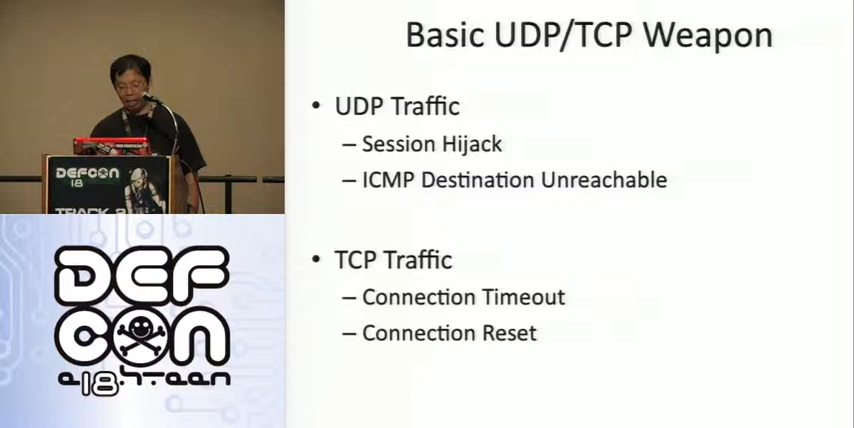 Basic UDP/TCP Weapon
• UDP Traffic
– Session Hijack
– ICMP Destination Unreachable
• TCP Traffic
– Connection Timeout
– Connection Reset
DEFCON
18
TRACK
DEF
CON